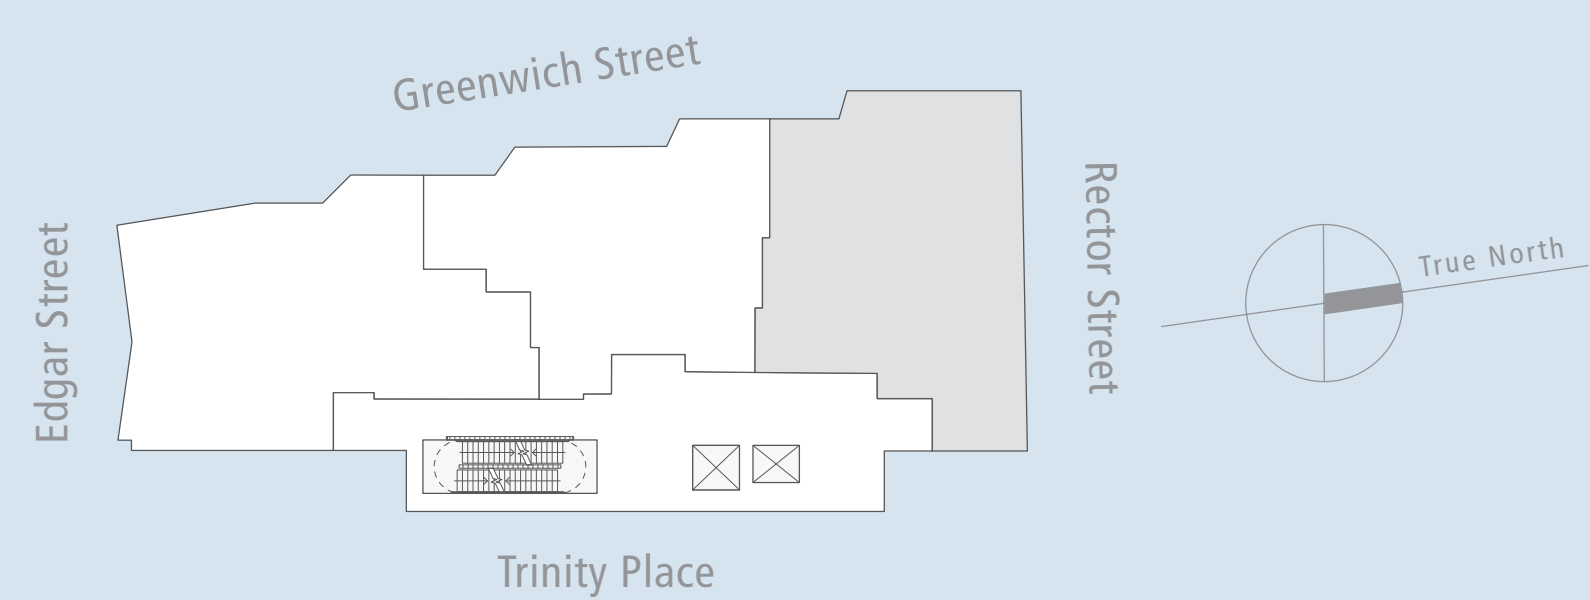 Greenwich Street
Edgar Street
Rector Street
True North
Trinity Place